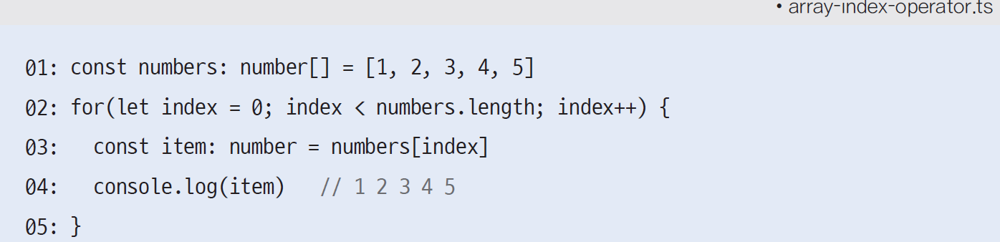 • array-index-operator.ts
01: const numbers: number[] = [1, 2, 3, 4, 5]
02: for(let index = 0; index < numbers.length; index++) {
03:   const item: number = numbers[index]
04:   console.log(item)   // 1 2 3 4 5
05: }